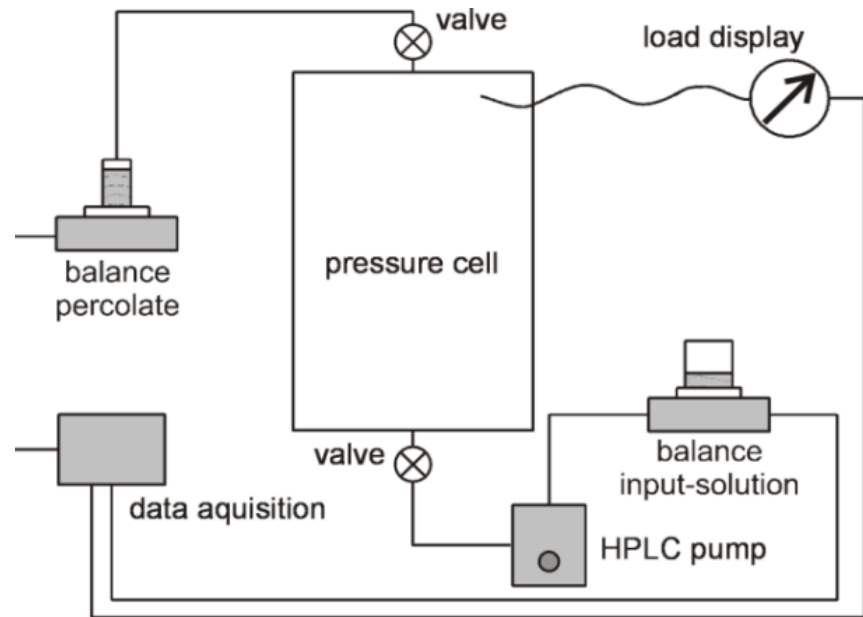 valve
load display
pressure cell
balance
percolate
valve
balance
input-solution
data aquisition
HPLC pump